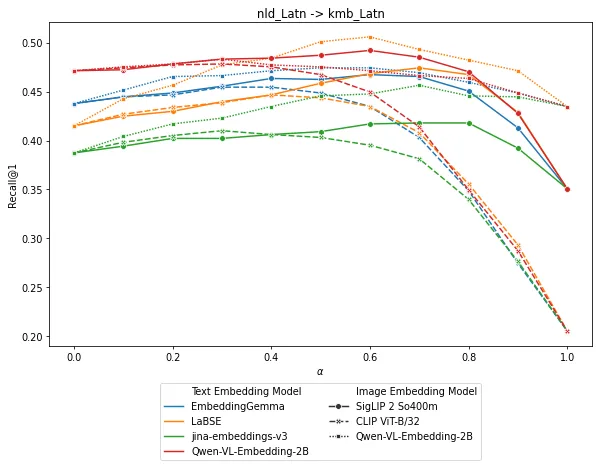 nld_Latn -> kmb_Latn
Recall@1
0.50
0.45
0.40
0.35
0.30
0.25
0.20
0.0 0.2 0.4 0.6 0.8 1.0
α
Text Embedding Model Image Embedding Model
EmbeddingGemma SigLIP 2 So400m
LaBSE CLIP ViT-B/32
jina-embeddings-v3 Qwen-VL-Embedding-2B
Qwen-VL-Embedding-2B